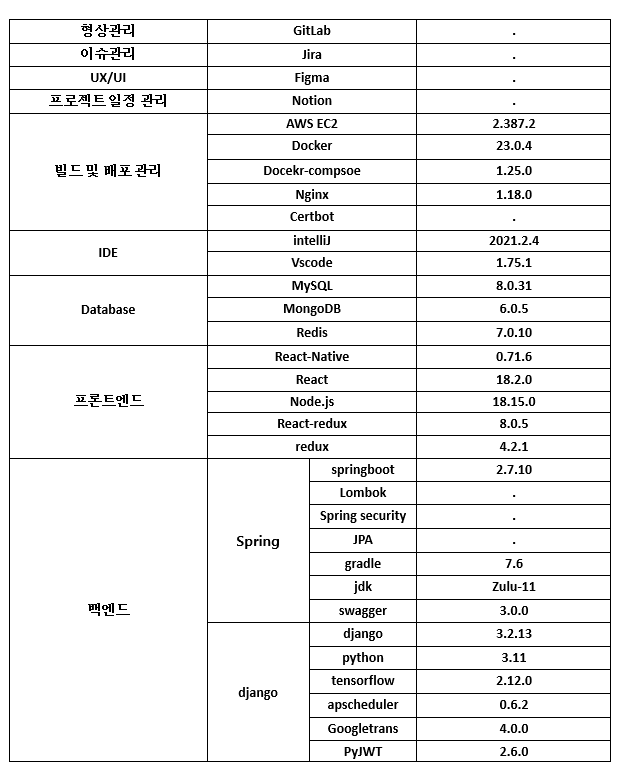 형상관리 GitLab .
이슈관리 Jira .
UX/UI Figma .
프로젝트 일정 관리 Notion .
빌드 및 배포 관리 AWS EC2 2.387.2
Docker 23.0.4
Docekr-compsoe 1.25.0
Nginx 1.18.0
Certbot .
IDE intelliJ 2021.2.4
Vscode 1.75.1
Database MySQL 8.0.31
MongoDB 6.0.5
Redis 7.0.10
프론트엔드 React-Native 0.71.6
React 18.2.0
Node.js 18.15.0
React-redux 8.0.5
redux 4.2.1
백엔드 Spring springboot 2.7.10
Lombok .
Spring security .
JPA .
gradle 7.6
jdk Zulu-11
swagger 3.0.0
django django 3.2.13
python 3.11
tensorflow 2.12.0
apscheduler 0.6.2
Googletrans 4.0.0
PyJWT 2.6.0